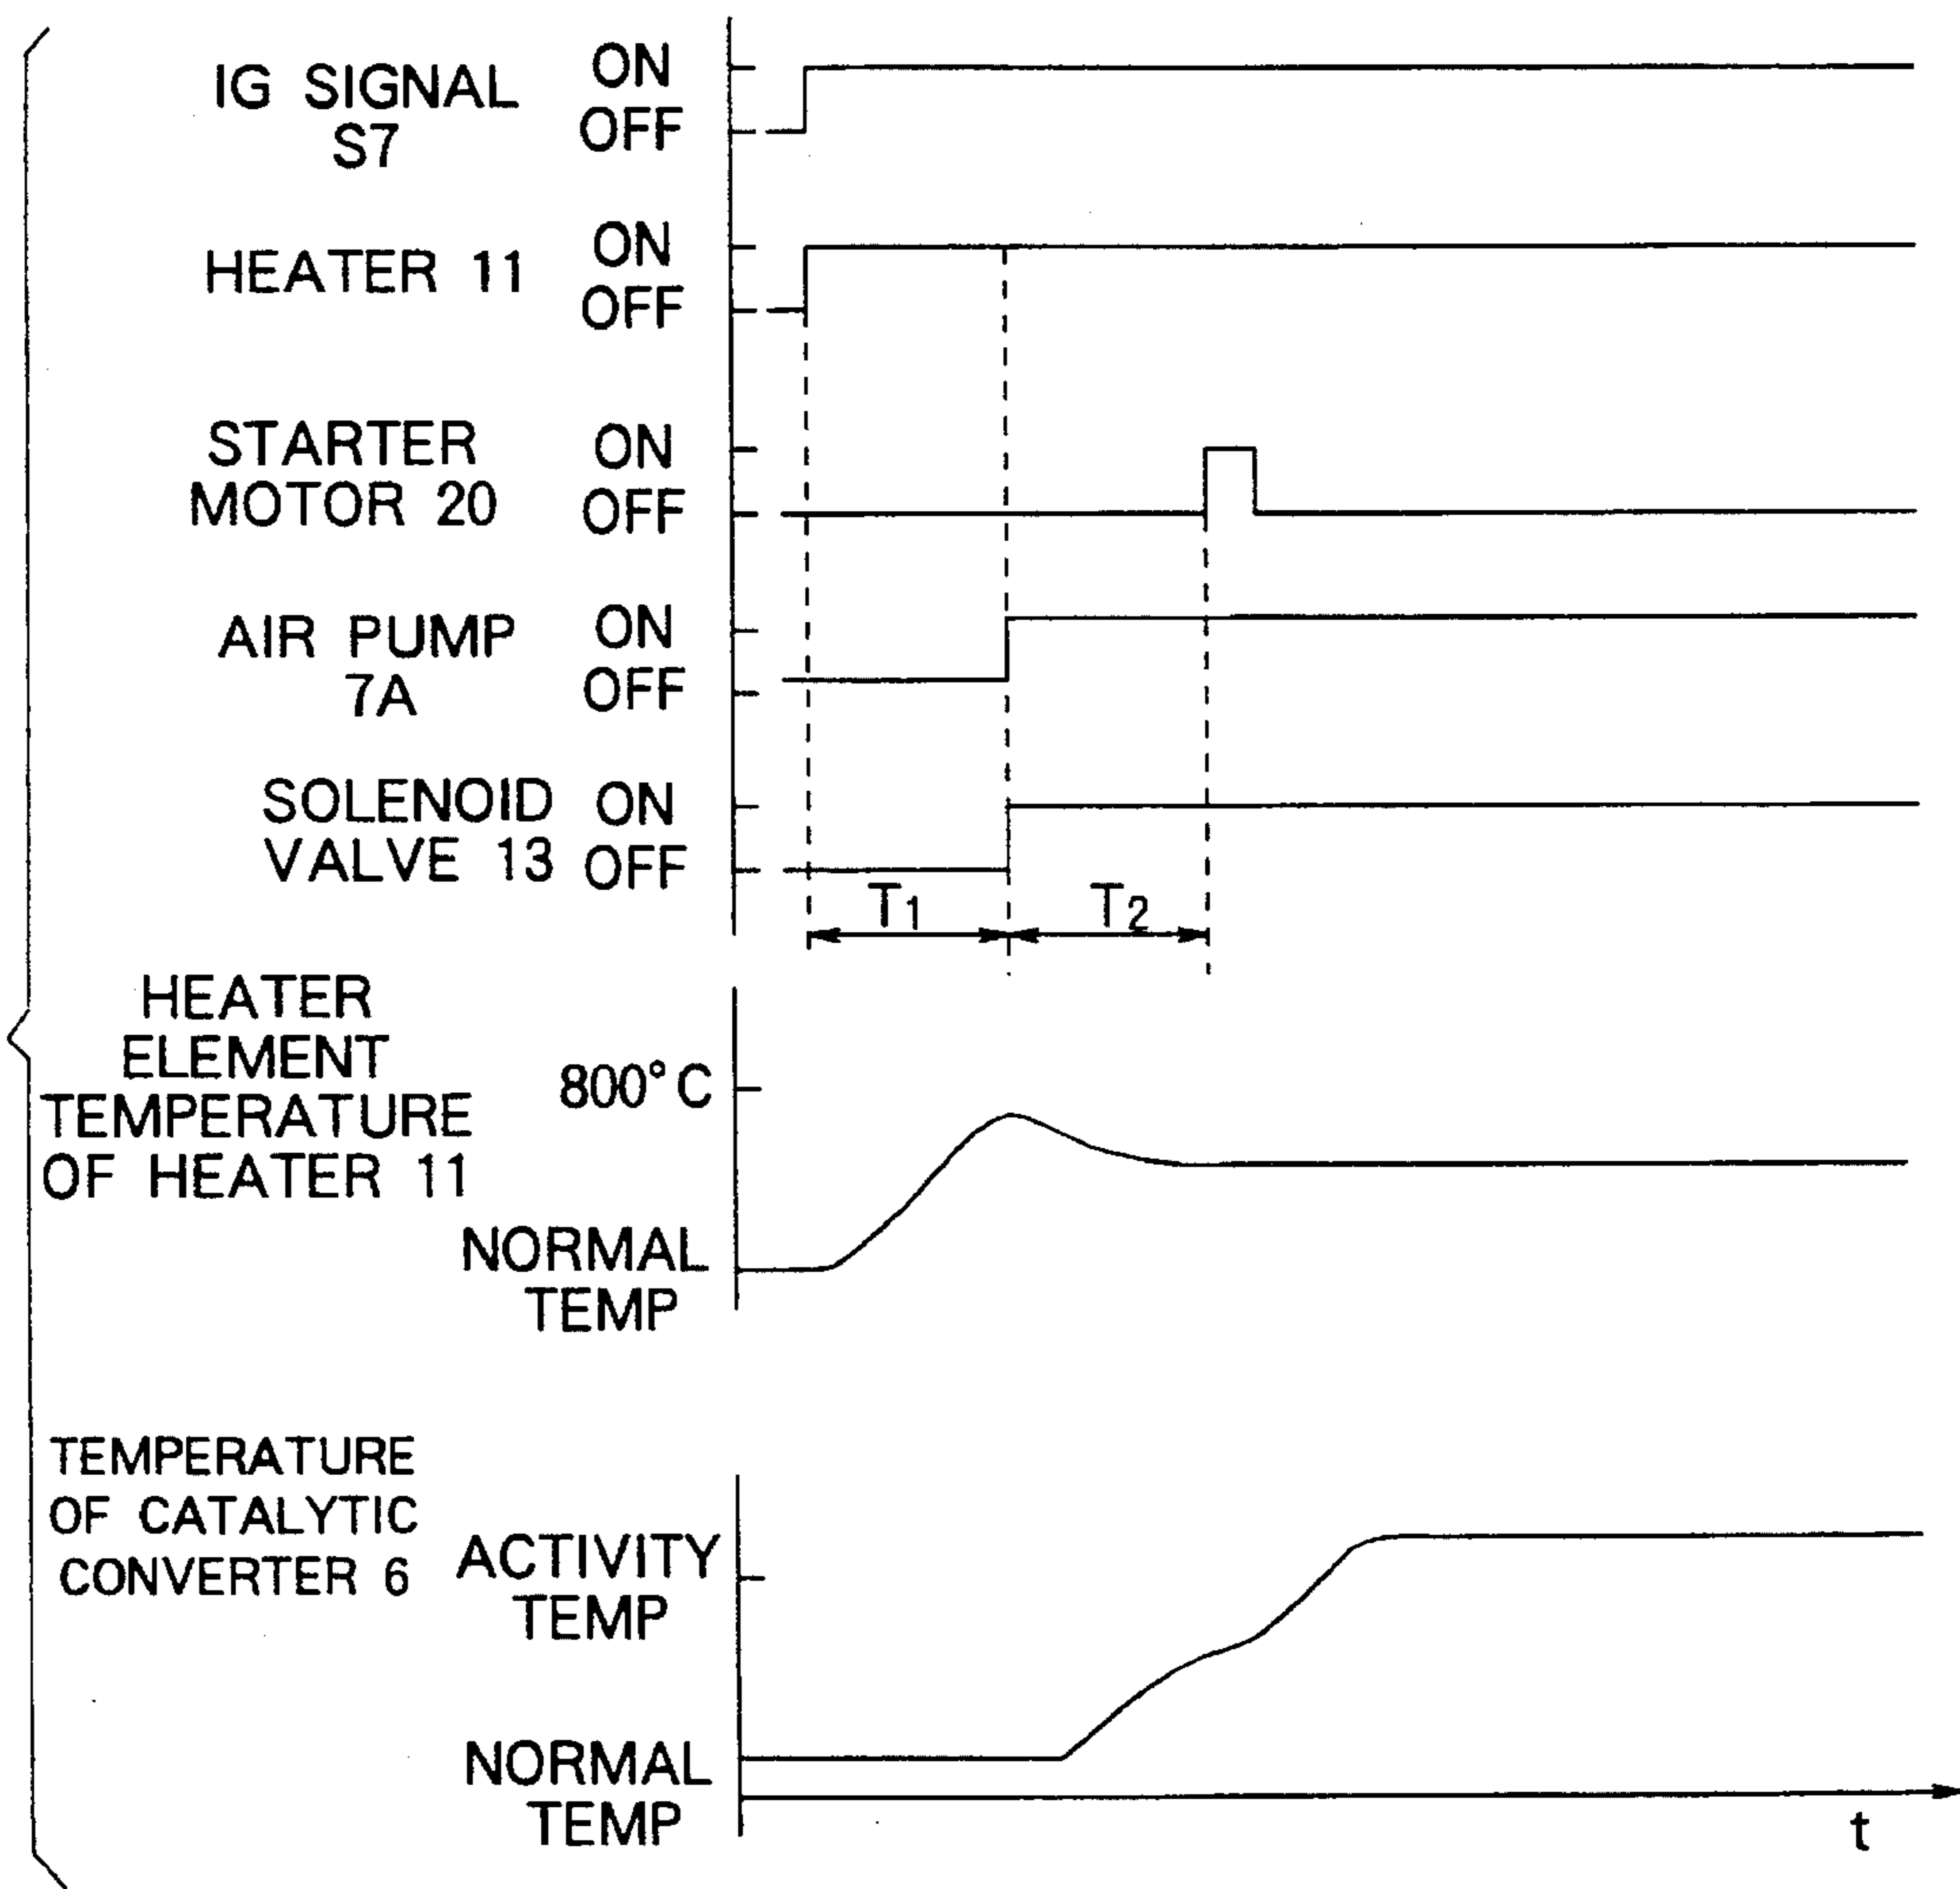 IG SIGNAL
S7
ON
OFF
HEATER 11
ON
OFF
STARTER
MOTOR 20
ON
OFF
AIR PUMP
7A
ON
OFF
SOLENOID
VALVE 13
ON
OFF
T1
T2
HEATER
ELEMENT
TEMPERATURE
OF HEATER 11
800°C
NORMAL
TEMP
TEMPERATURE
OF CATALYTIC
CONVERTER 6
ACTIVITY
TEMP
NORMAL
TEMP
t